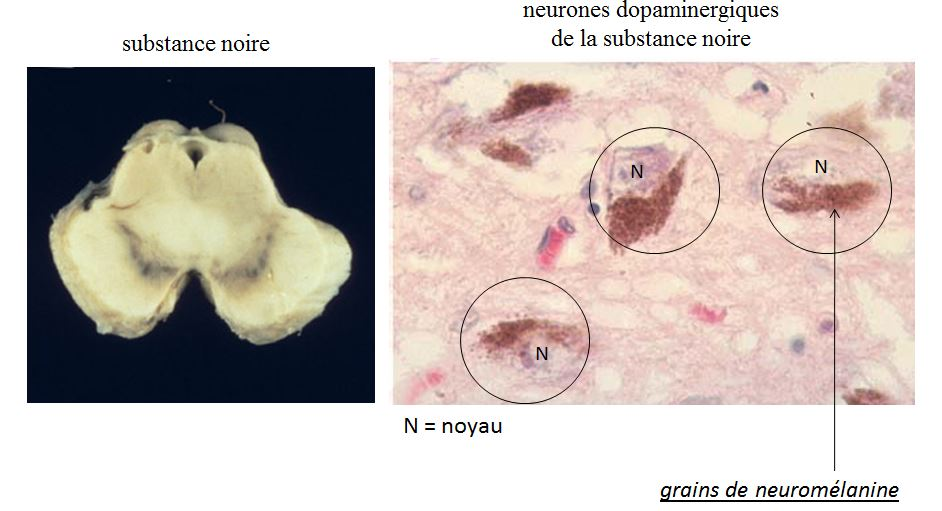 substance noire
neurones dopaminergiques
de la substance noire
N
N
N
N = noyau
grains de neuromélanine